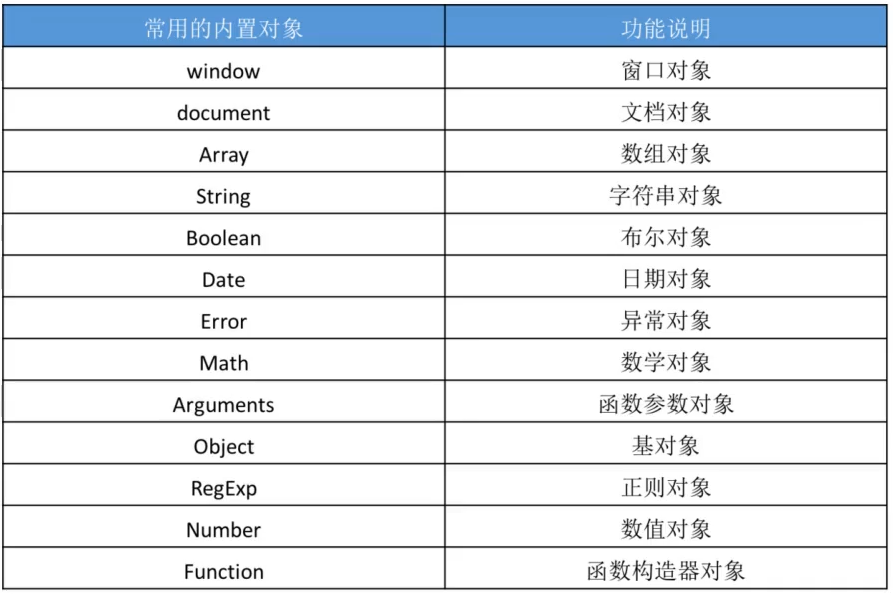 常用的内置对象 功能说明
window 窗口对象
document 文档对象
Array 数组对象
String 字符串对象
Boolean 布尔对象
Date 日期对象
Error 异常对象
Math 数学对象
Arguments 函数参数对象
Object 基对象
RegExp 正则对象
Number 数值对象
Function 函数构造器对象